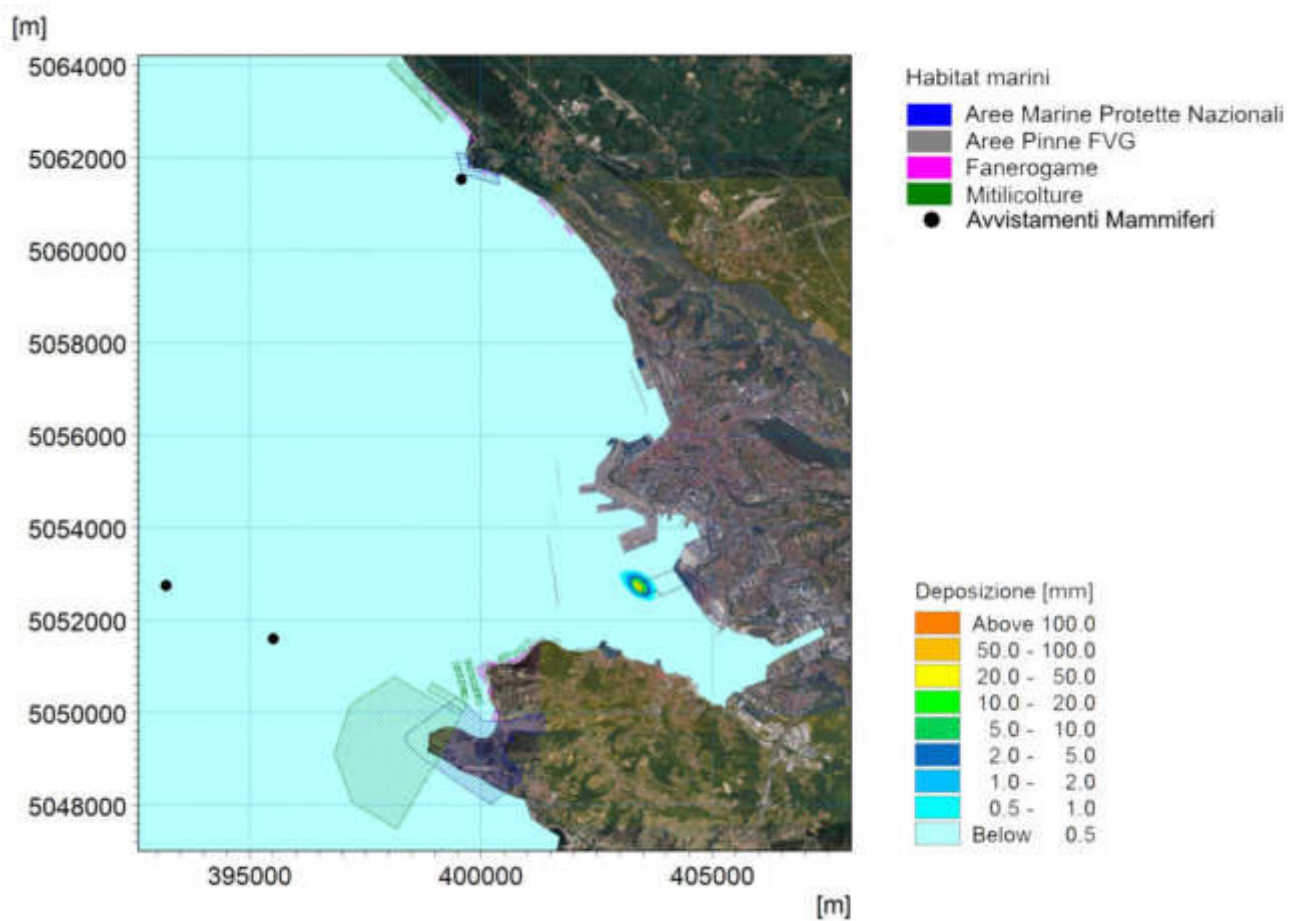 [m]
5064000
5062000
5060000
5058000
5056000
5054000
5052000
5050000
5048000
395000
400000
405000
[m]
Habitat marini
Aree Marine Protette Nazionali
Aree Pinne FVG
Fanerogame
Mitilicolture
Avvistamenti Mammiferi
Deposizione [mm]
Above 100.0
50.0 - 100.0
20.0 - 50.0
10.0 - 20.0
5.0 - 10.0
2.0 - 5.0
1.0 - 2.0
0.5 - 1.0
Below 0.5